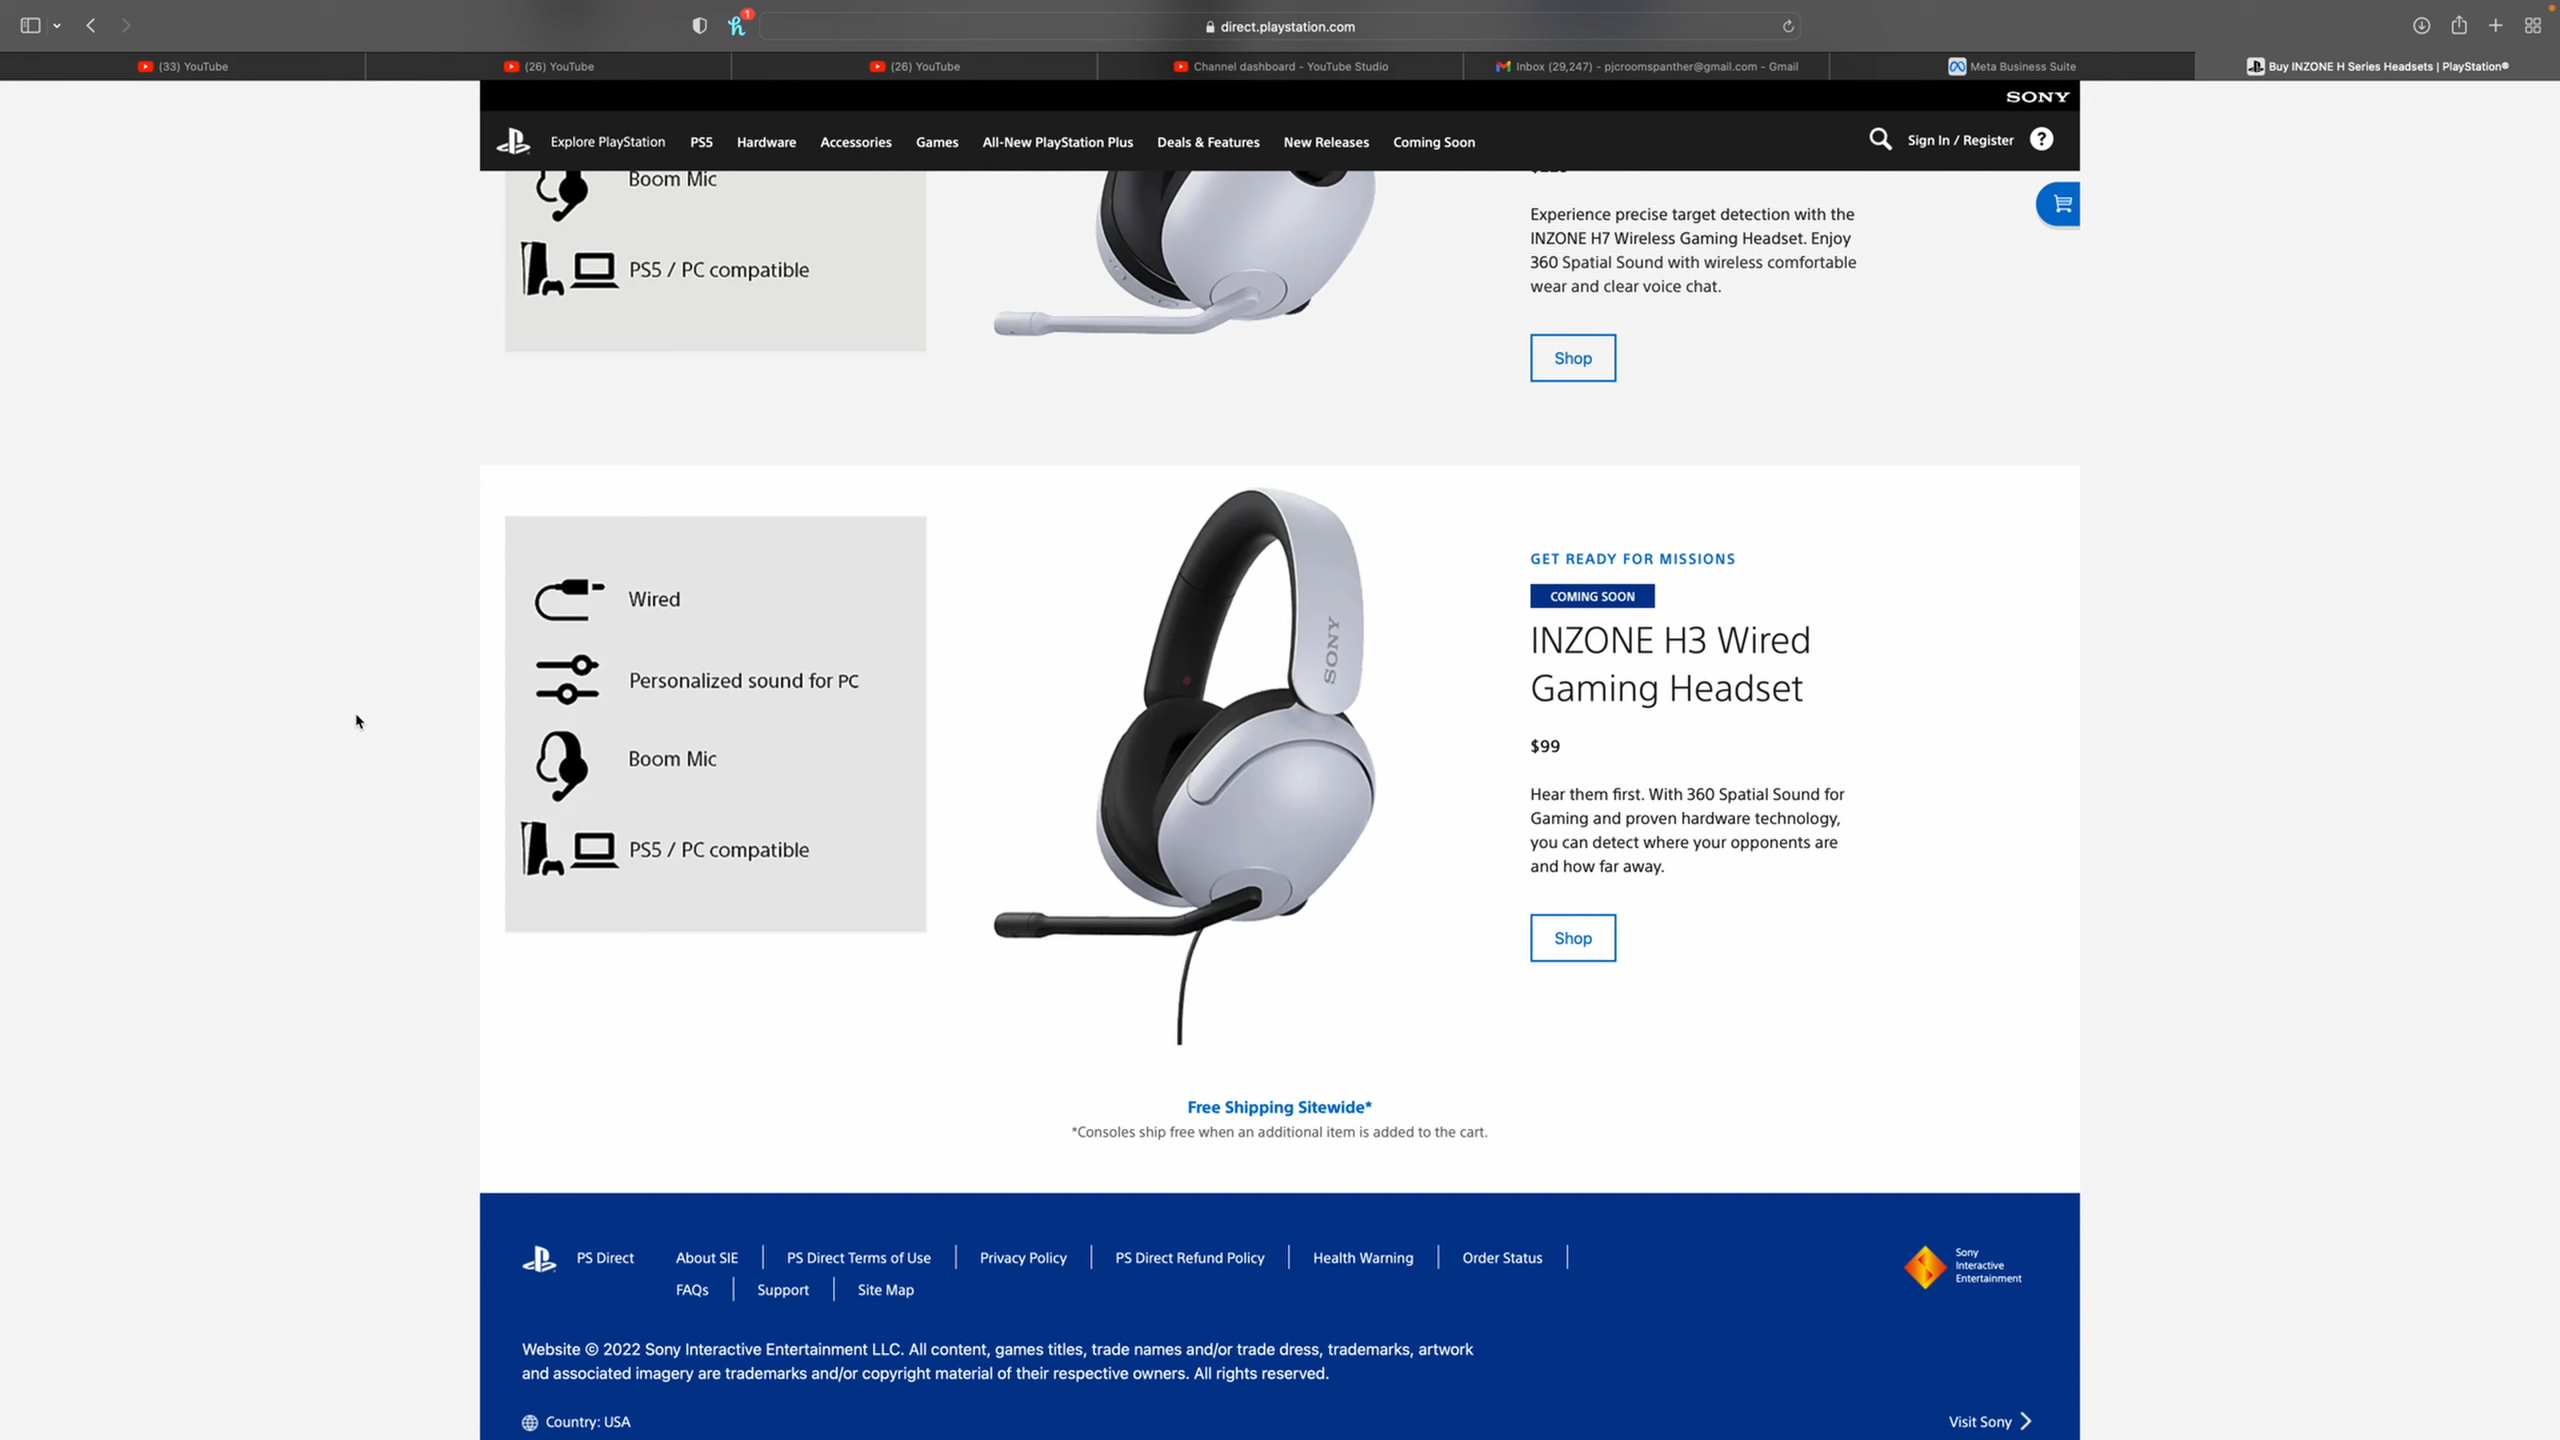 1
direct.playstation.com
(33) YouTube
(26) YouTube
(26) YouTube
Channel dashboard - YouTube Studio
Inbox (29,247) - pjcroomspanther@gmail.com - Gmail
Meta Business Suite
Buy INZONE H Series Headsets | PlayStation®
SONY
Explore PlayStation
PS5
Hardware
Accessories
Games
All-New PlayStation Plus
Deals & Features
New Releases
Coming Soon
Sign In / Register
?
Boom Mic
PS5 / PC compatible
Experience precise target detection with the
INZONE H7 Wireless Gaming Headset. Enjoy
360 Spatial Sound with wireless comfortable
wear and clear voice chat.
Shop
Wired
Personalized sound for PC
Boom Mic
PS5 / PC compatible
SONY
GET READY FOR MISSIONS
COMING SOON
INZONE H3 Wired
Gaming Headset
$99
Hear them first. With 360 Spatial Sound for
Gaming and proven hardware technology,
you can detect where your opponents are
and how far away.
Shop
Free Shipping Sitewide*
*Consoles ship free when an additional item is added to the cart.
PS Direct
About SIE
PS Direct Terms of Use
Privacy Policy
PS Direct Refund Policy
Health Warning
Order Status
FAQs
Support
Site Map
Sony
Interactive
Entertainment
Website © 2022 Sony Interactive Entertainment LLC. All content, games titles, trade names and/or trade dress, trademarks, artwork
and associated imagery are trademarks and/or copyright material of their respective owners. All rights reserved.
Country: USA
Visit Sony